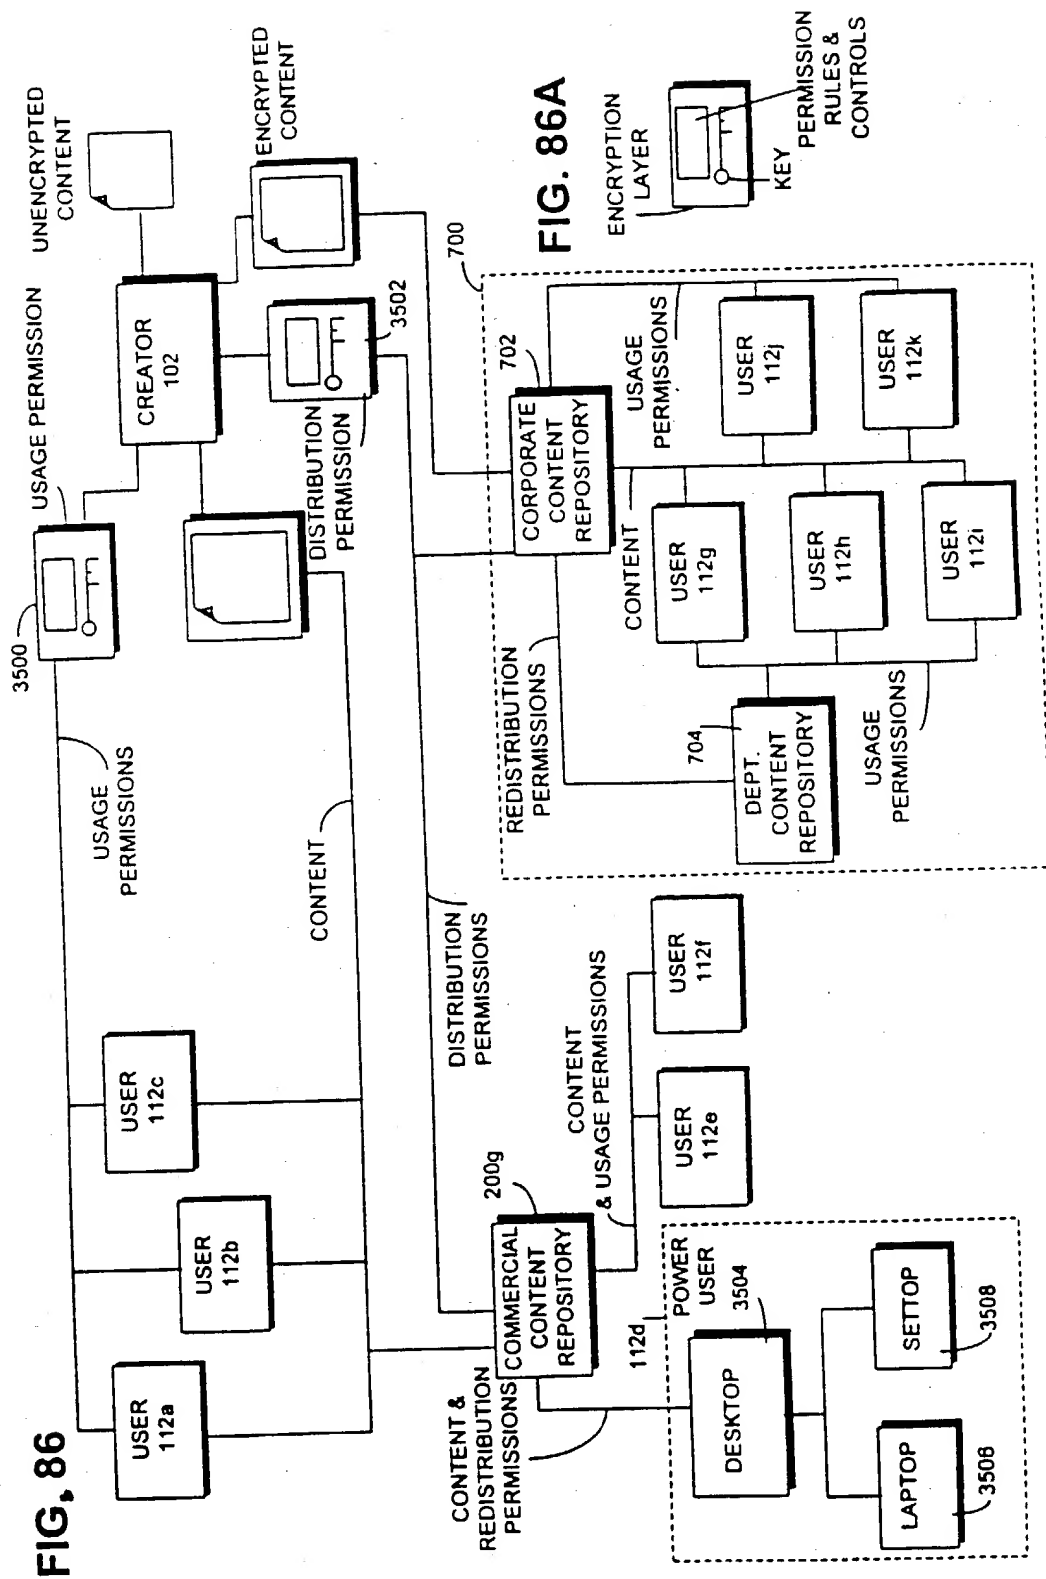 FIG. 86
USER
112a
USER
112b
USER
112c
USAGE
PERMISSIONS
3500
USAGE PERMISSION
UNENCRYPTED
CONTENT
CREATOR
102
ENCRYPTED
CONTENT
3502
DISTRIBUTION
PERMISSION
CONTENT
DISTRIBUTION
PERMISSIONS
CONTENT &
REDISTRIBUTION
PERMISSIONS
COMMERCIAL
CONTENT
REPOSITORY
200g
CONTENT
& USAGE PERMISSIONS
USER
112e
USER
112f
112d
POWER
USER
3504
DESKTOP
LAPTOP
3506
SETTOP
3508
700
702
CORPORATE
CONTENT
REPOSITORY
REDISTRIBUTION
PERMISSIONS
704
DEPT.
CONTENT
REPOSITORY
CONTENT
USAGE
PERMISSIONS
USER
112g
USER
112h
USER
112i
USAGE
PERMISSIONS
USER
112j
USER
112k
FIG. 86A
ENCRYPTION
LAYER
KEY
PERMISSION
RULES &
CONTROLS